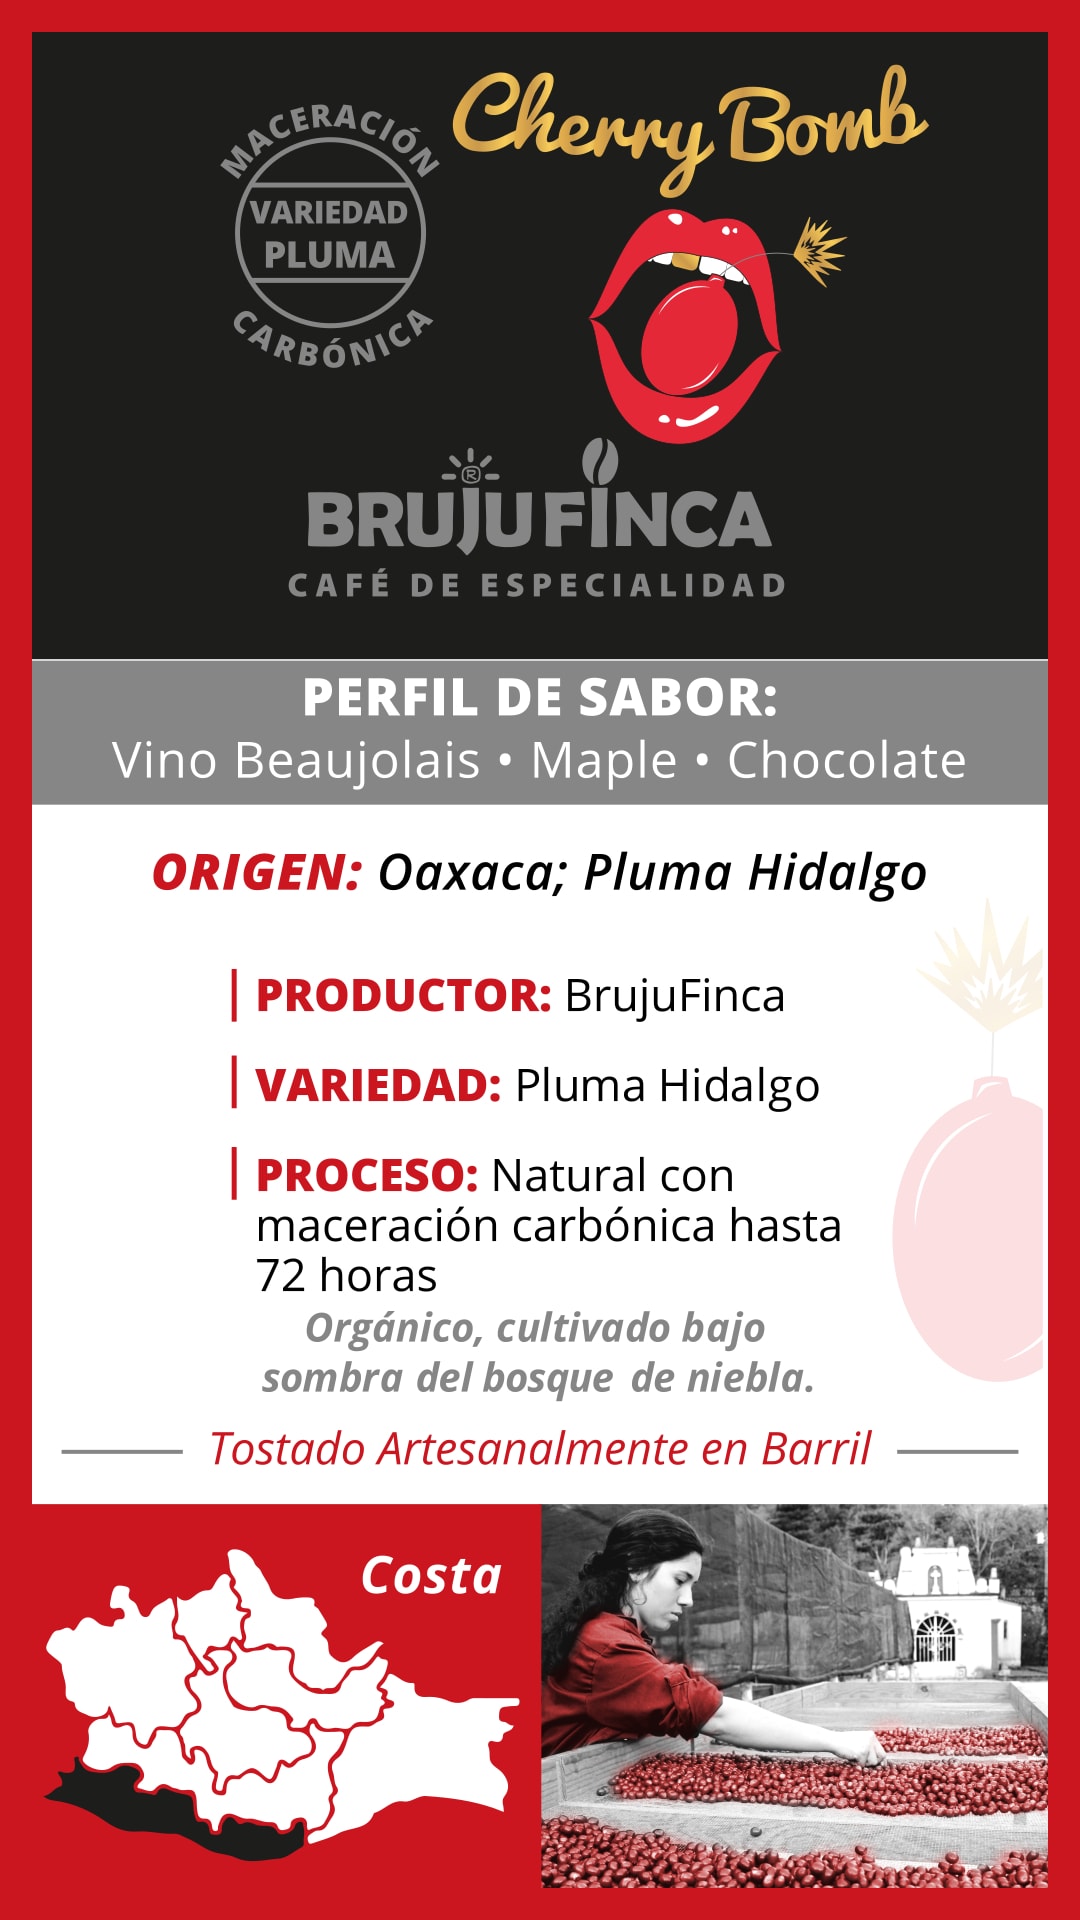 Cherry Bomb
MACERACIÓN
VARIEDAD
PLUMA
CARBÓNICA
®
BRUJUFINCA
CAFÉ DE ESPECIALIDAD
PERFIL DE SABOR:
Vino Beaujolais • Maple • Chocolate
ORIGEN: Oaxaca; Pluma Hidalgo
PRODUCTOR: BrujuFinca
VARIEDAD: Pluma Hidalgo
PROCESO: Natural con
maceración carbónica hasta
72 horas
Orgánico, cultivado bajo
sombra del bosque de niebla.
Tostado Artesanalmente en Barril
Costa